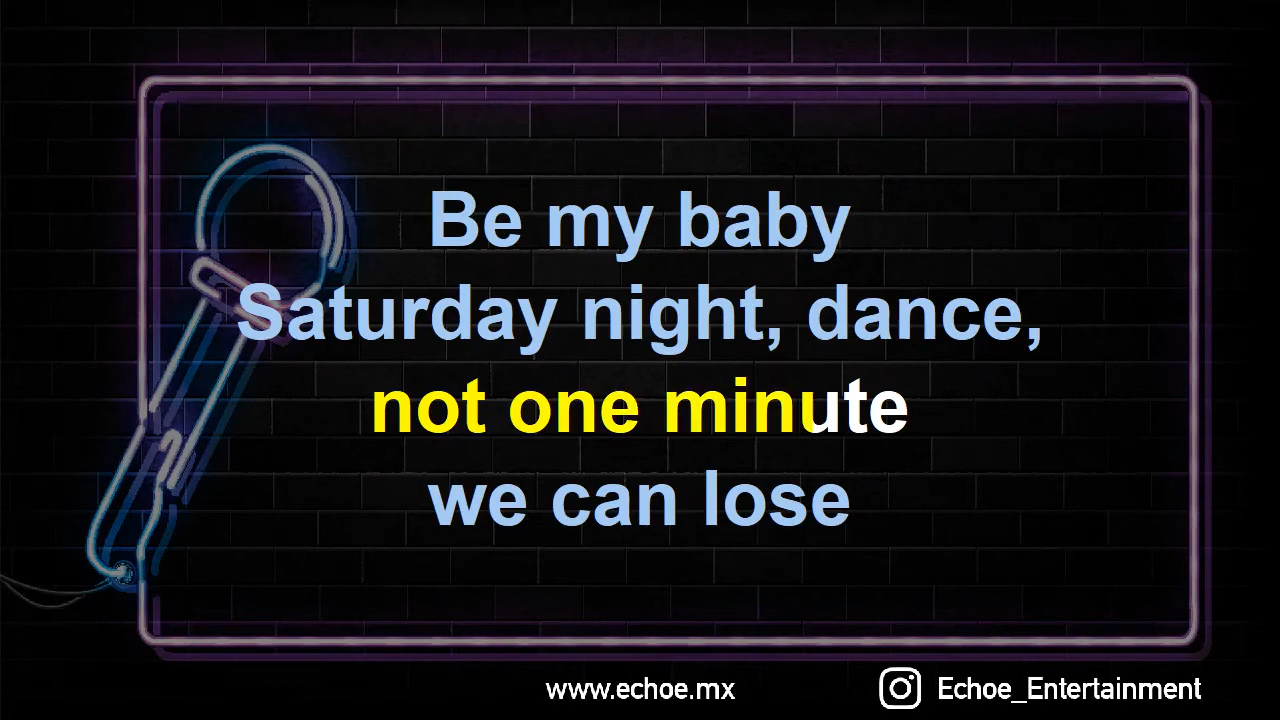 Be my baby
Saturday night, dance,
not one minute
we can lose
www.echoe.mx
Echoe_Entertainment